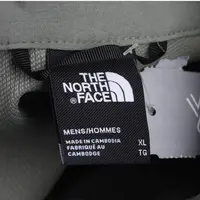 THE
NORTH
FACE®
MENS/HOMMES
MADE IN CAMBODIA
FABRIQUÉ AU
CAMBODGE
XL
TG